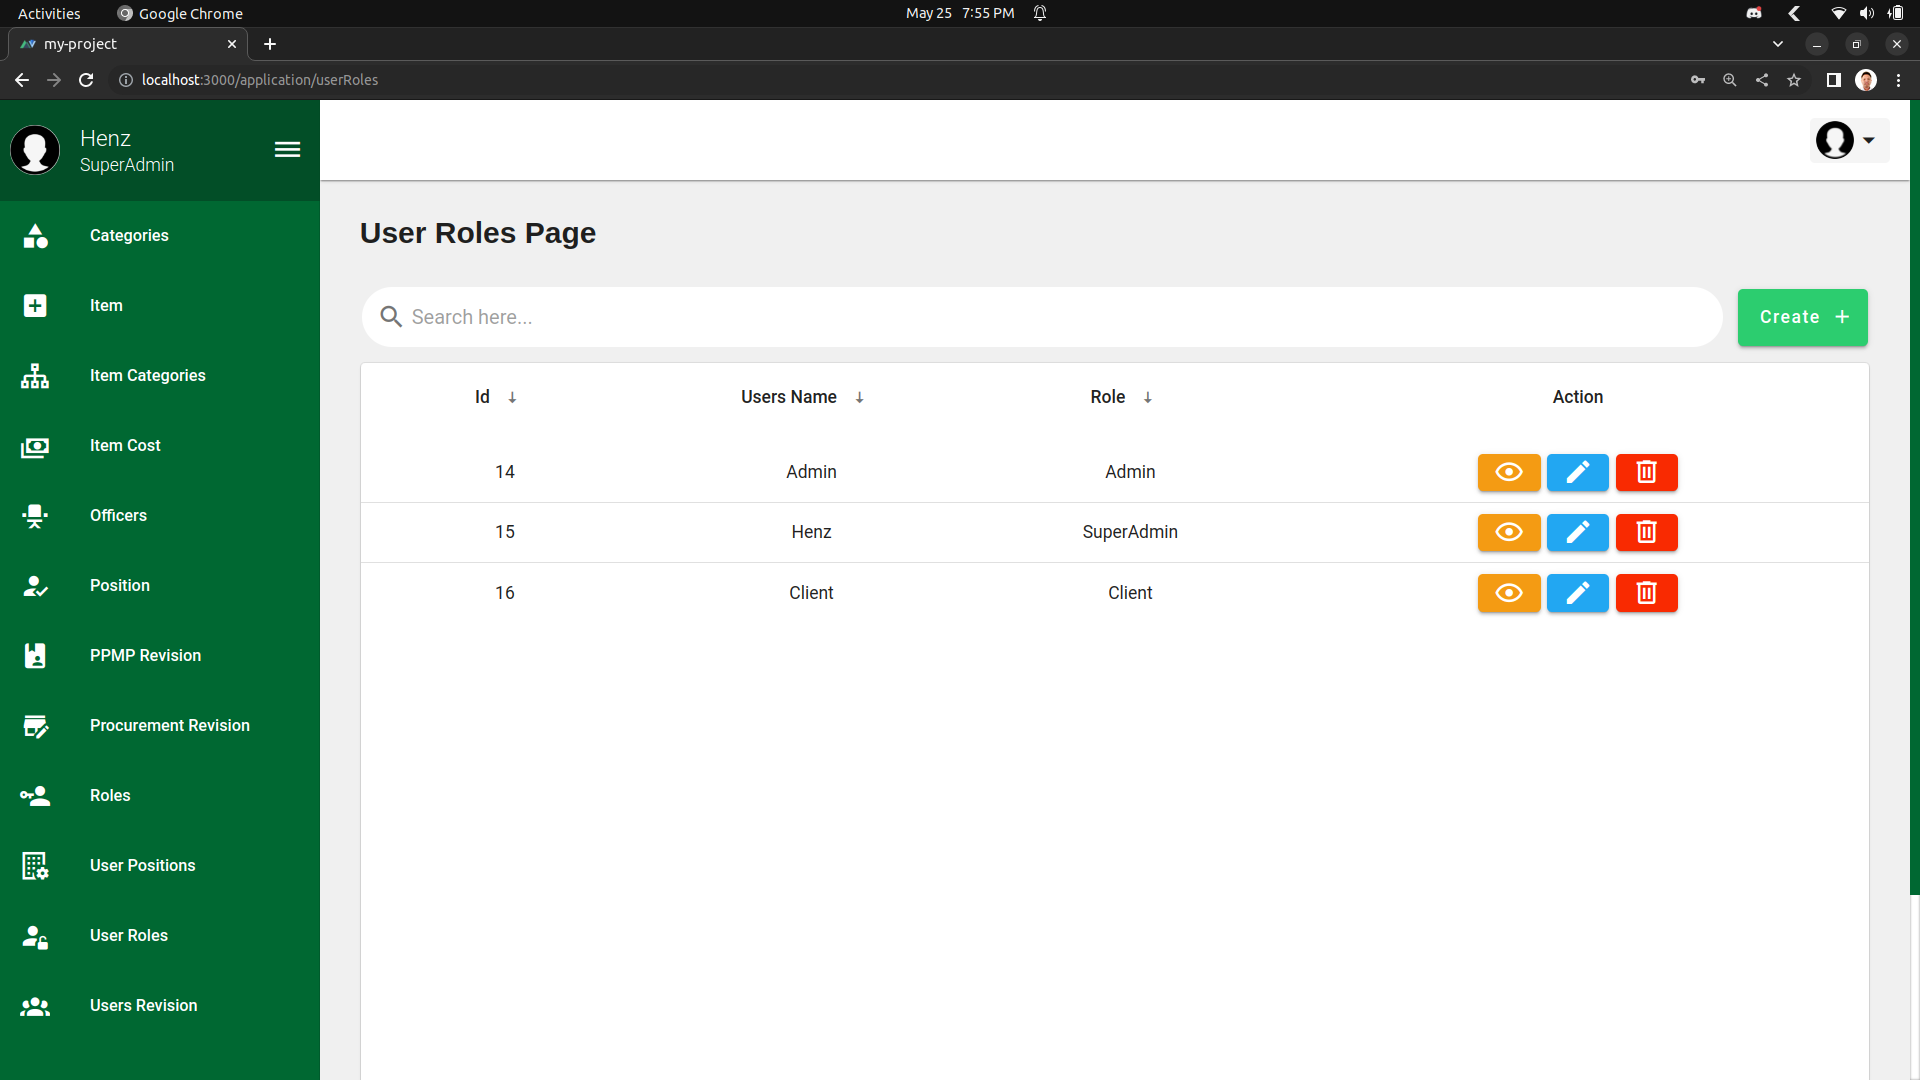 Activities
Google Chrome
May 25 7:55 PM
my-project
localhost:3000/application/userRoles
Henz
SuperAdmin
Categories
Item
Item Categories
Item Cost
Officers
Position
PPMP Revision
Procurement Revision
Roles
User Positions
User Roles
Users Revision
User Roles Page
Search here...
Create +
Id Users Name Role Action
14 Admin Admin
15 Henz SuperAdmin
16 Client Client